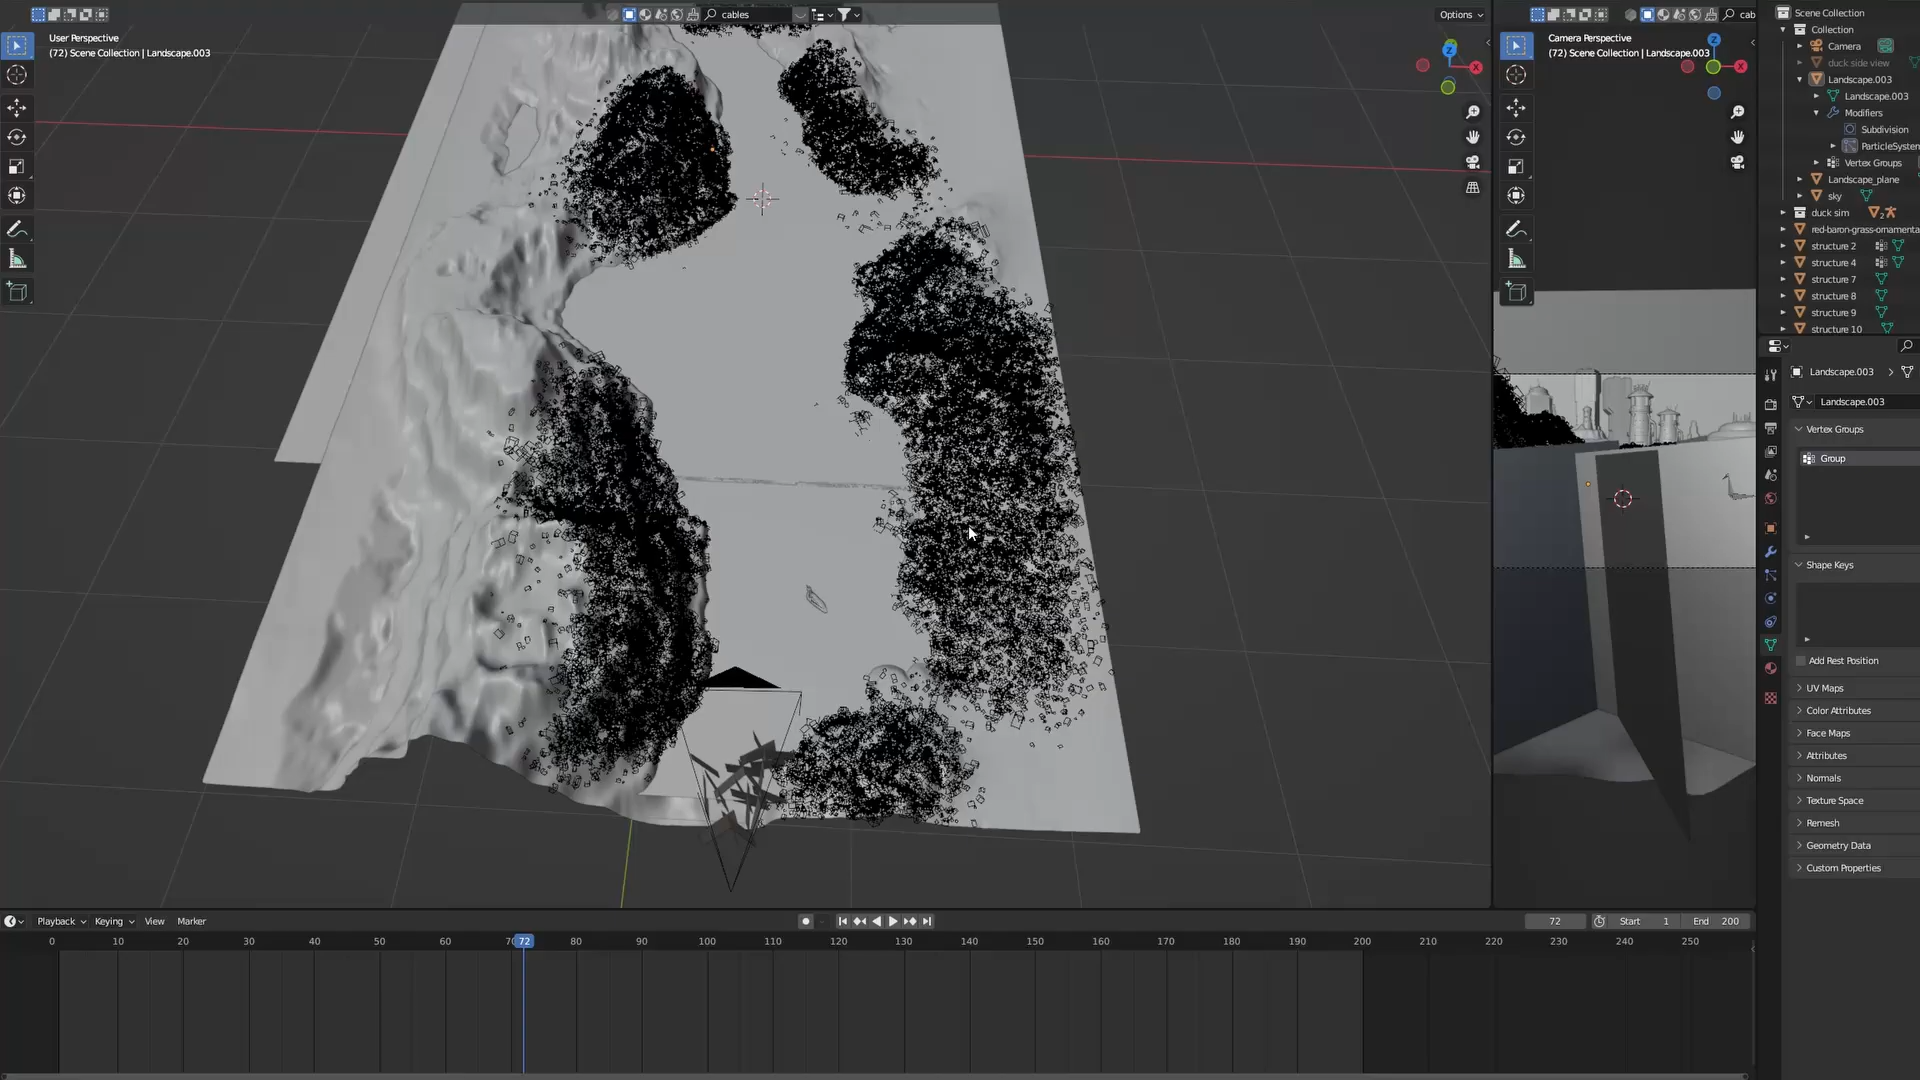 cables
Options
User Perspective
(72) Scene Collection | Landscape.003
Z
X
cab
Camera Perspective
(72) Scene Collection | Landscape.003
Z
X
Scene Collection
Collection
Camera
duck side view
Landscape.003
Landscape.003
Modifiers
Subdivision
ParticleSystem
Vertex Groups
Landscape_plane
sky
duck sim
2
red-baron-grass-ornamenta
structure 2
structure 4
structure 7
structure 8
structure 9
structure 10
Landscape.003
Landscape.003
Vertex Groups
Group
Shape Keys
Add Rest Position
UV Maps
Color Attributes
Face Maps
Attributes
Normals
Texture Space
Remesh
Geometry Data
Custom Properties
Playback Keying View Marker
72 Start 1 End 200
0 10 20 30 40 50 60 70 72 80 90 100 110 120 130 140 150 160 170 180 190 200 210 220 230 240 250